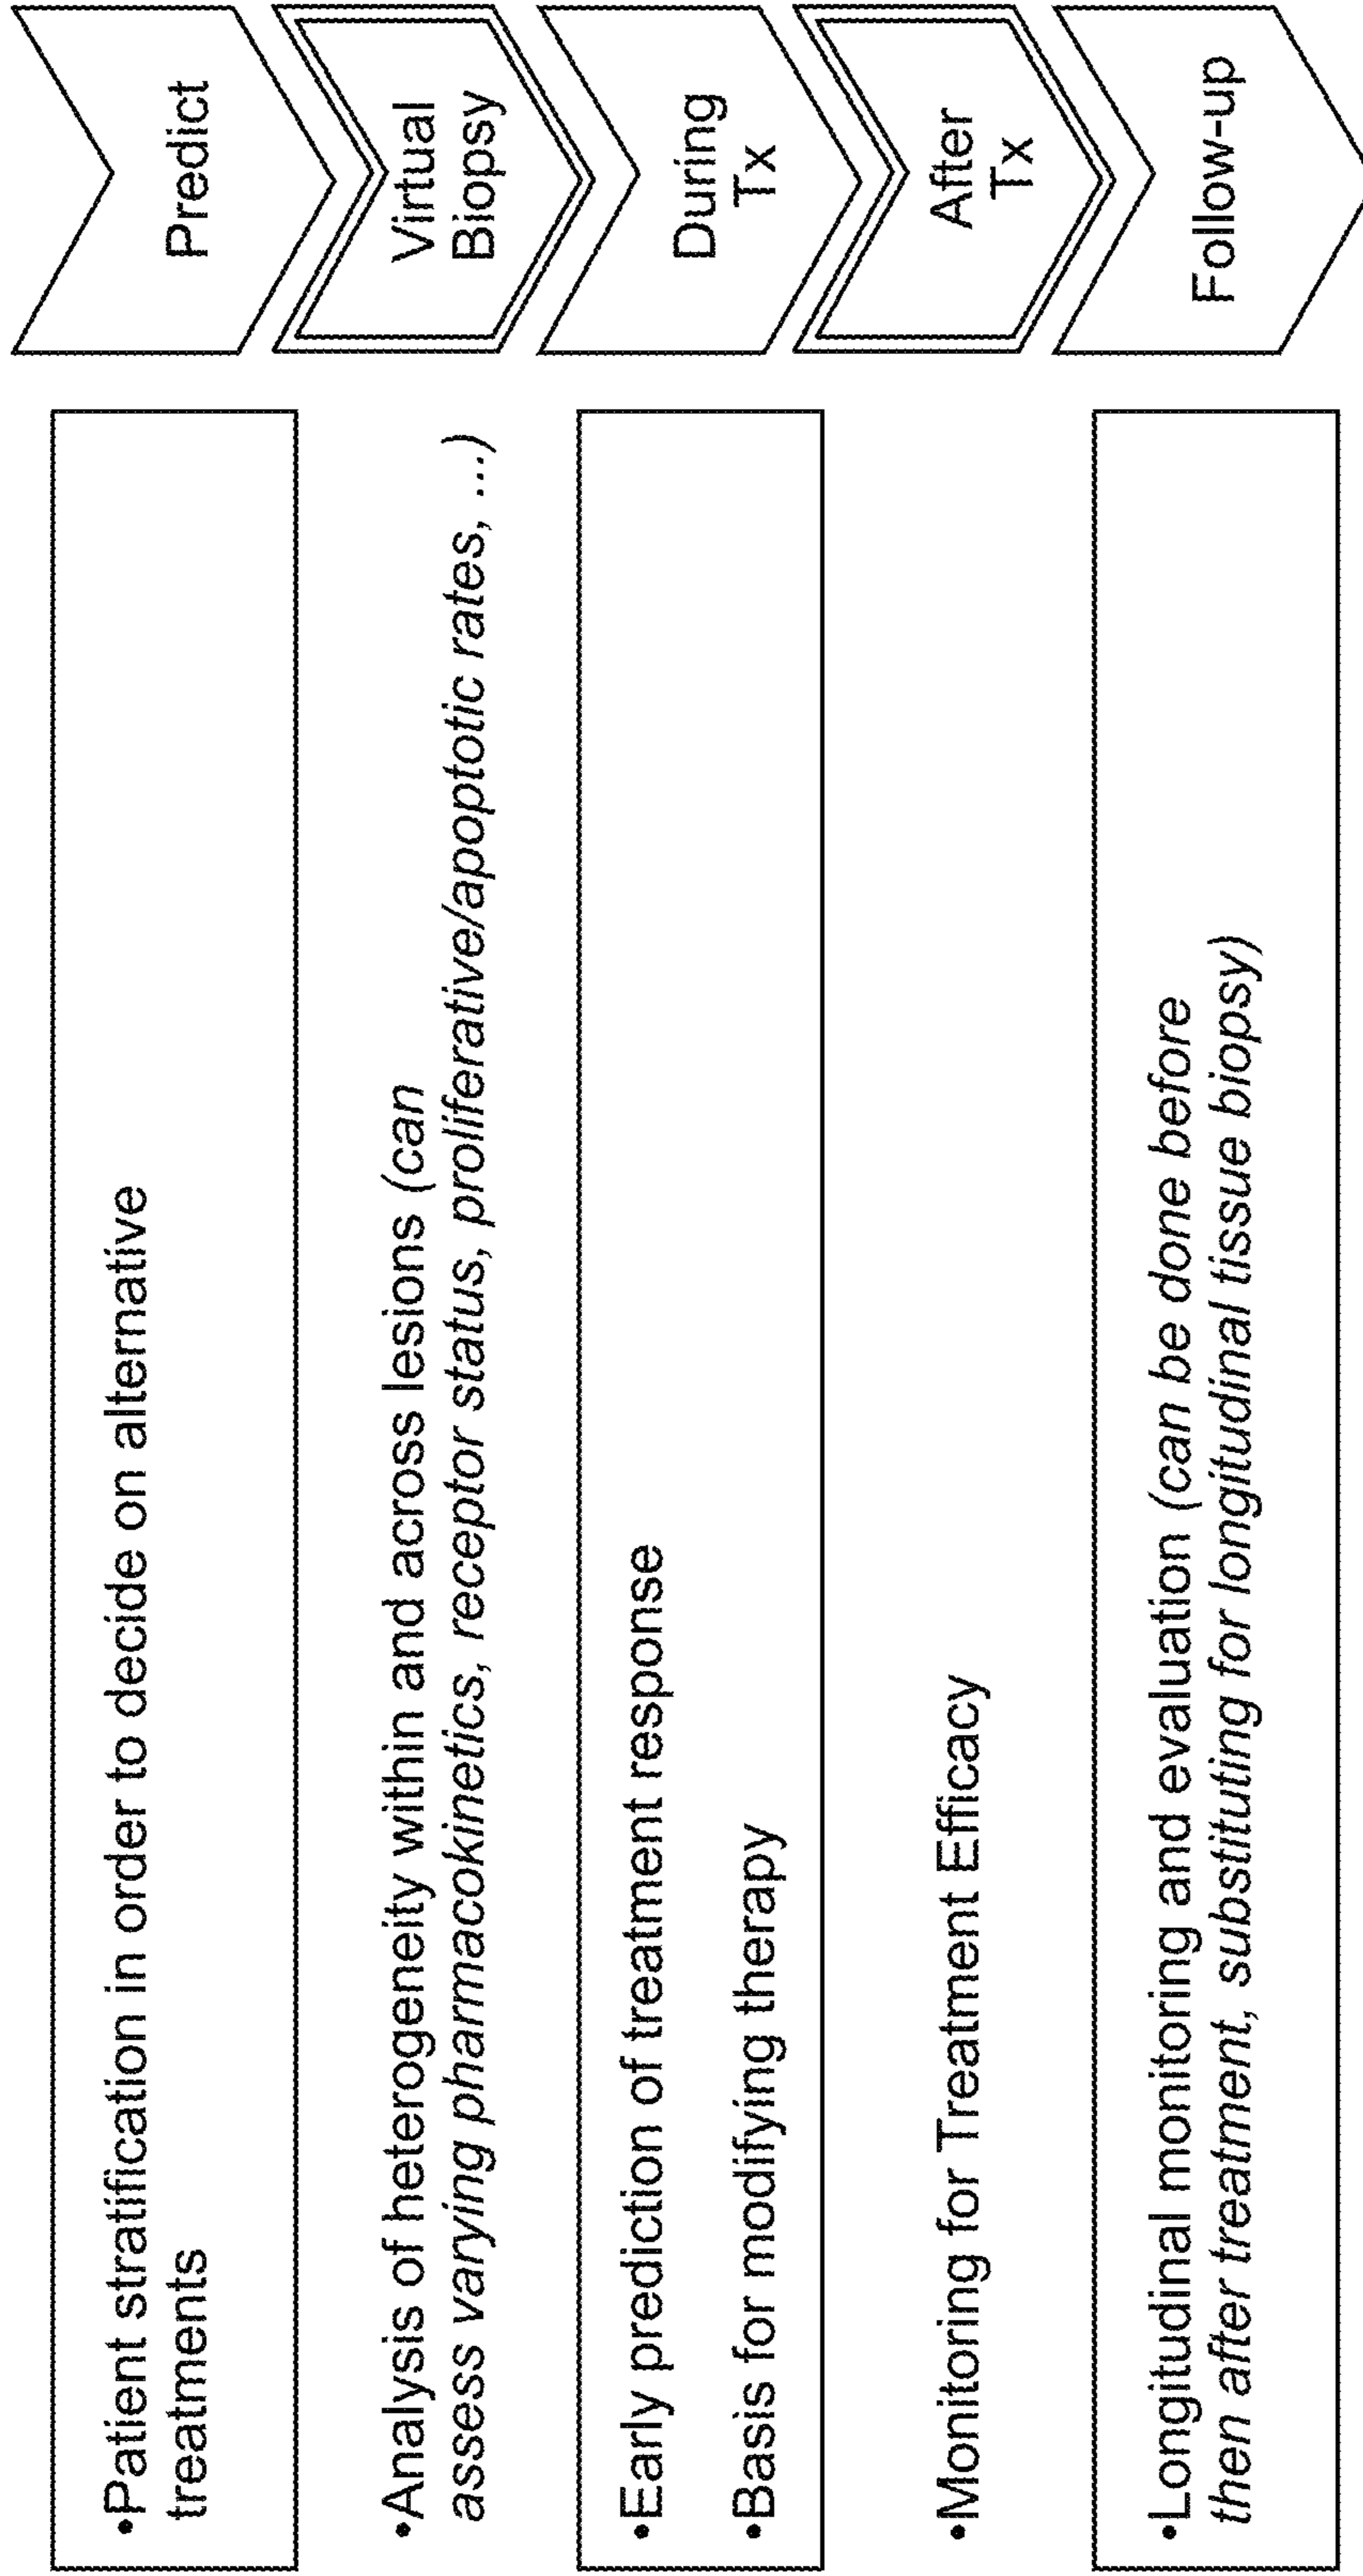 Predict
•Patient stratification in order to decide on alternative
treatments
Virtual
Biopsy
•Analysis of heterogeneity within and across lesions (can
assess varying pharmacokinetics, receptor status, proliferative/apoptotic rates, ...)
During
Tx
•Early prediction of treatment response
•Basis for modifying therapy
After
Tx
•Monitoring for Treatment Efficacy
Follow-up
•Longitudinal monitoring and evaluation (can be done before
then after treatment, substituting for longitudinal tissue biopsy)